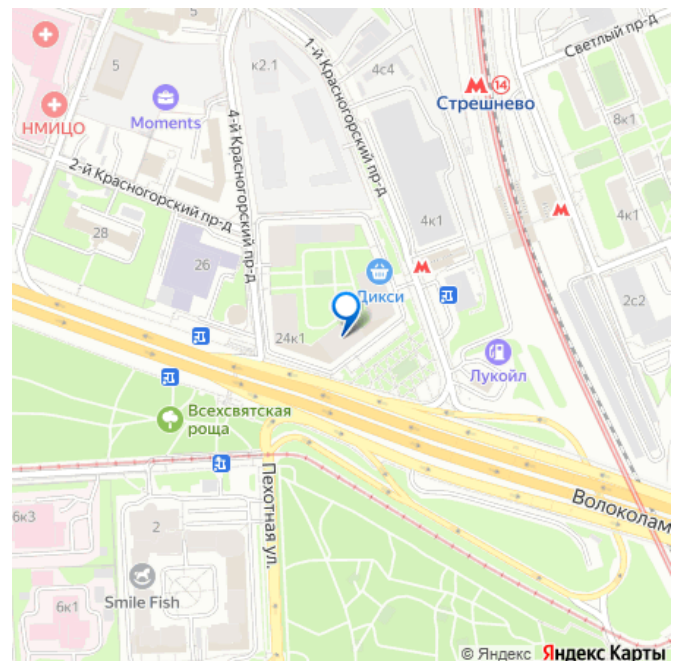 Светлый пр-д
5
к2.1
1-й Красногорский пр-д
4с4
14
Стрешнево
НМИЦО
Moments
4-й Красногорский пр-д
8к1
2-й Красногорский пр-д
28
26
4к1
4к1
Дикси
2с2
24к1
Лукойл
Всехсвятская
роща
Пехотная ул.
Волоколам
6к3
2
Smile Fish
6к1
© Яндекс Яндекс Карты